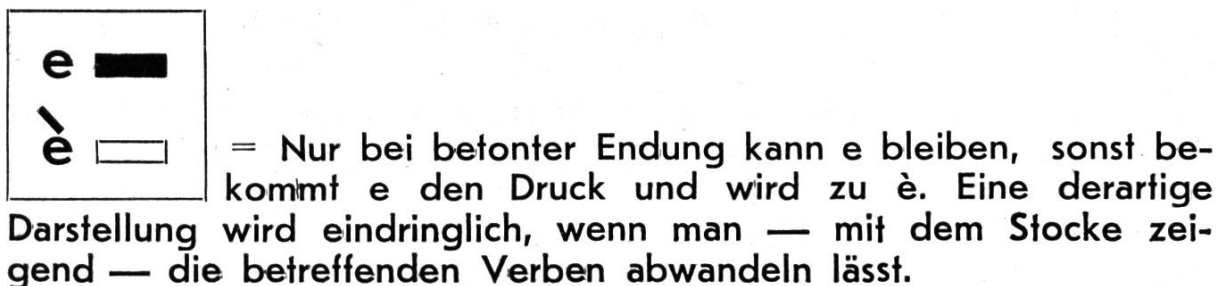 e
è
= Nur bei betonter Endung kann e bleiben, sonst be-
kommt e den Druck und wird zu è. Eine derartige
Darstellung wird eindringlich, wenn man — mit dem Stocke zei-
gend — die betreffenden Verben abwandeln lässt.